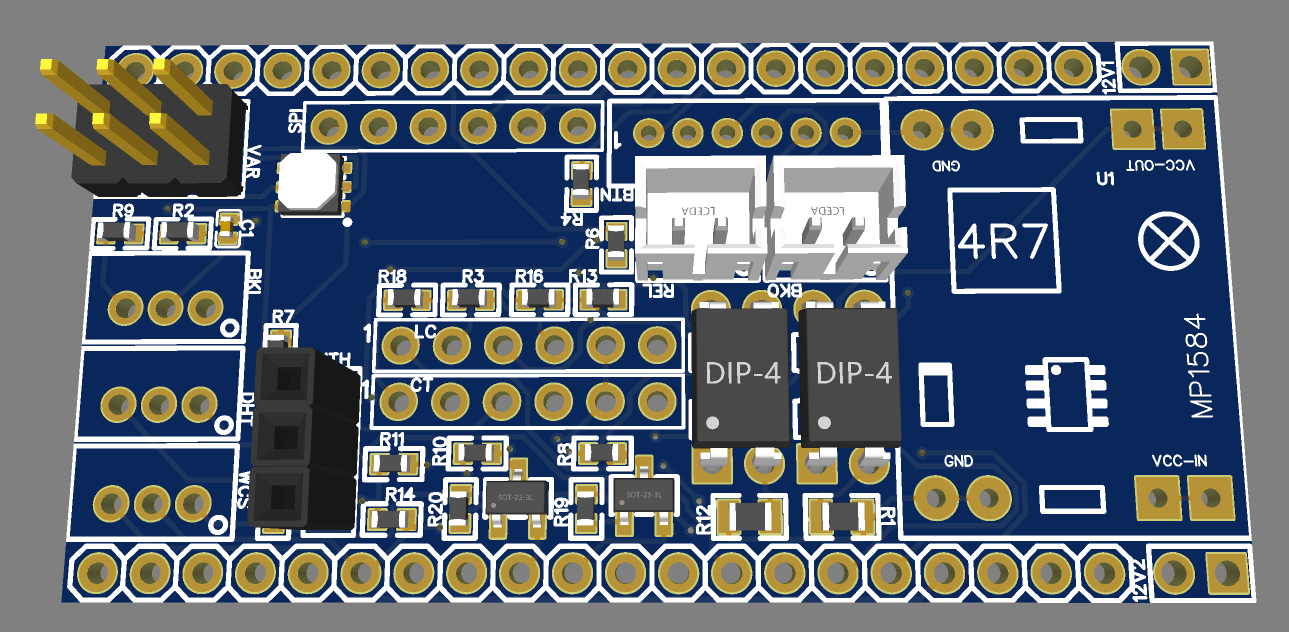 12V1
SPI
1
VAR
GND
VCC-OUT
U1
BTN
R4
LCEDA
LCEDA
R9
R2
C1
R6
4R7
BKL
R18
R3
R16
R13
REL
BKO
R7
1
LC
TH
MP1584
DIP-4
DIP-4
1
CT
DHT
R11
R10
R8
GND
VCC-IN
WCS
R14
R20
SOT-23-3L
R19
SOT-23-3L
R12
R1
12V2